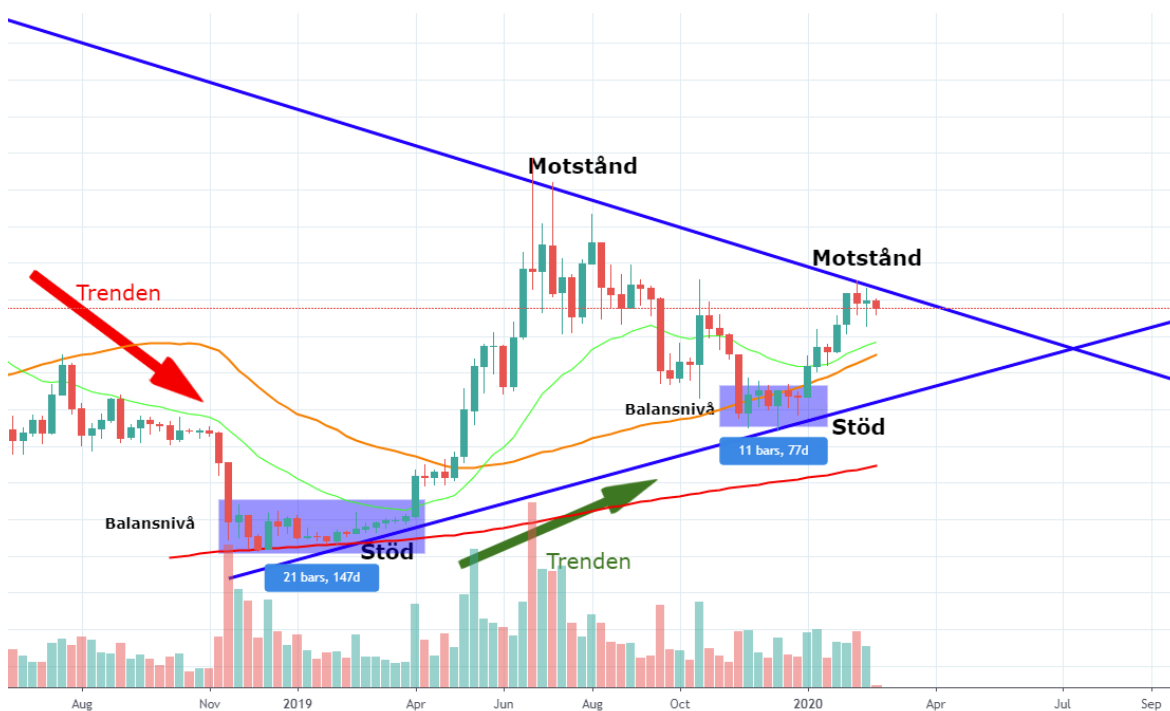 Motstånd
Motstånd
Trenden
Balansnivå
Stöd
11 bars, 77d
Balansnivå
Stöd
Trenden
21 bars, 147d
Aug
Nov
2019
Apr
Jun
Aug
Oct
2020
Apr
Jul
Sep